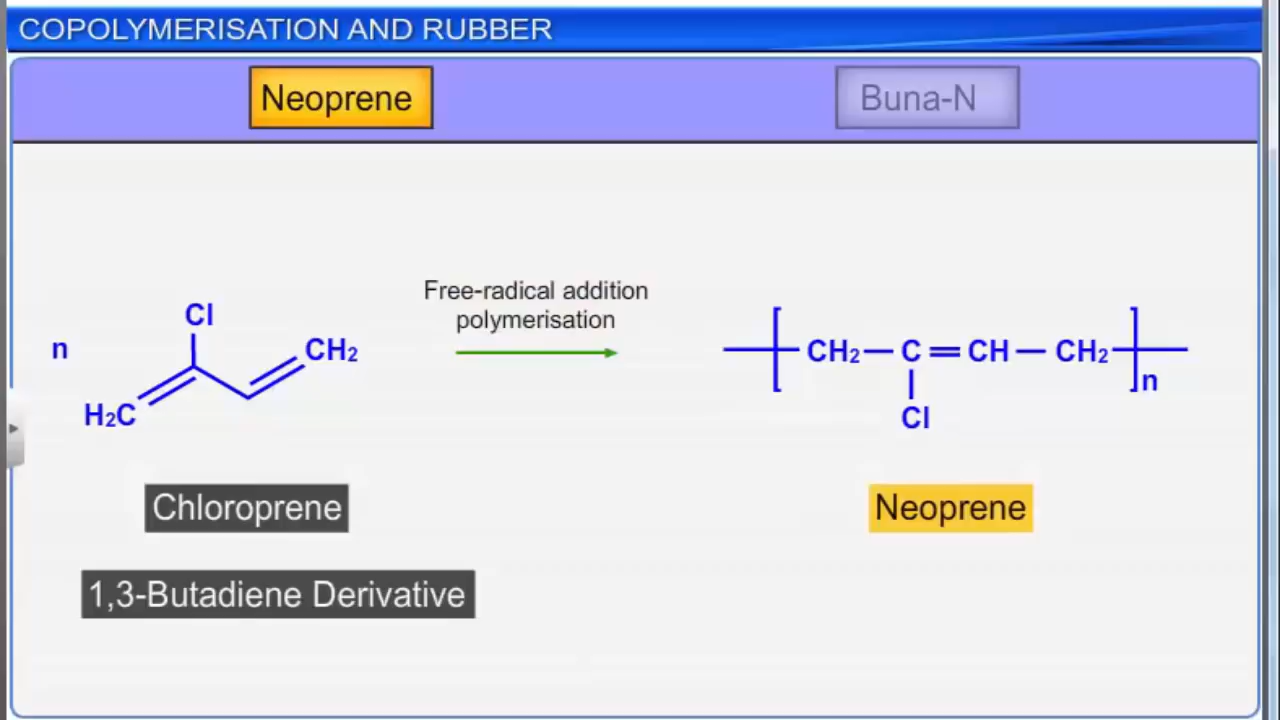 COPOLYMERISATION AND RUBBER
Neoprene
Buna-N
n
Cl
H2C
CH2
Free-radical addition
polymerisation
CH2 — C = CH — CH2
Cl
n
Chloroprene
Neoprene
1,3-Butadiene Derivative